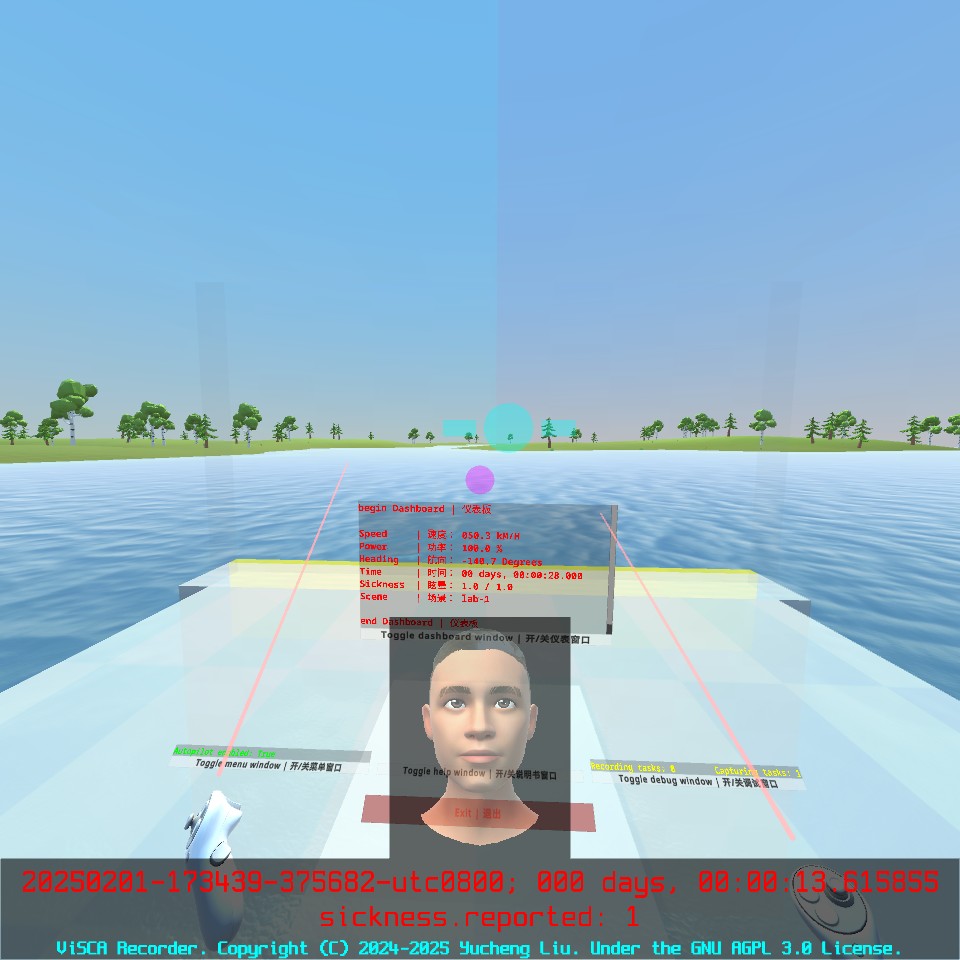 begin Dashboard | 仪表板
Speed | 速度： 050.3 kM/H
Power | 功率： 100.0 %
Heading | 航向： -140.7 Degrees
Time | 时间： 00 days, 00:00:28.000
Sickness | 眩晕： 1.0 / 1.0
Scene | 场景： lab-1
end Dashboard | 仪表板
Toggle dashboard window | 开/关仪表窗口
Autopilot enabled: True
Toggle menu window | 开/关菜单窗口
Toggle help window | 开/关说明书窗口
Recording tasks: 0 Capturing tasks: 1
Toggle debug window | 开/关调试窗口
Exit | 退出
20250201-173439-375682-utc0800; 000 days, 00:00:13.615855
sickness.reported: 1
ViSCA Recorder. Copyright (C) 2024-2025 Yucheng Liu. Under the GNU AGPL 3.0 License.